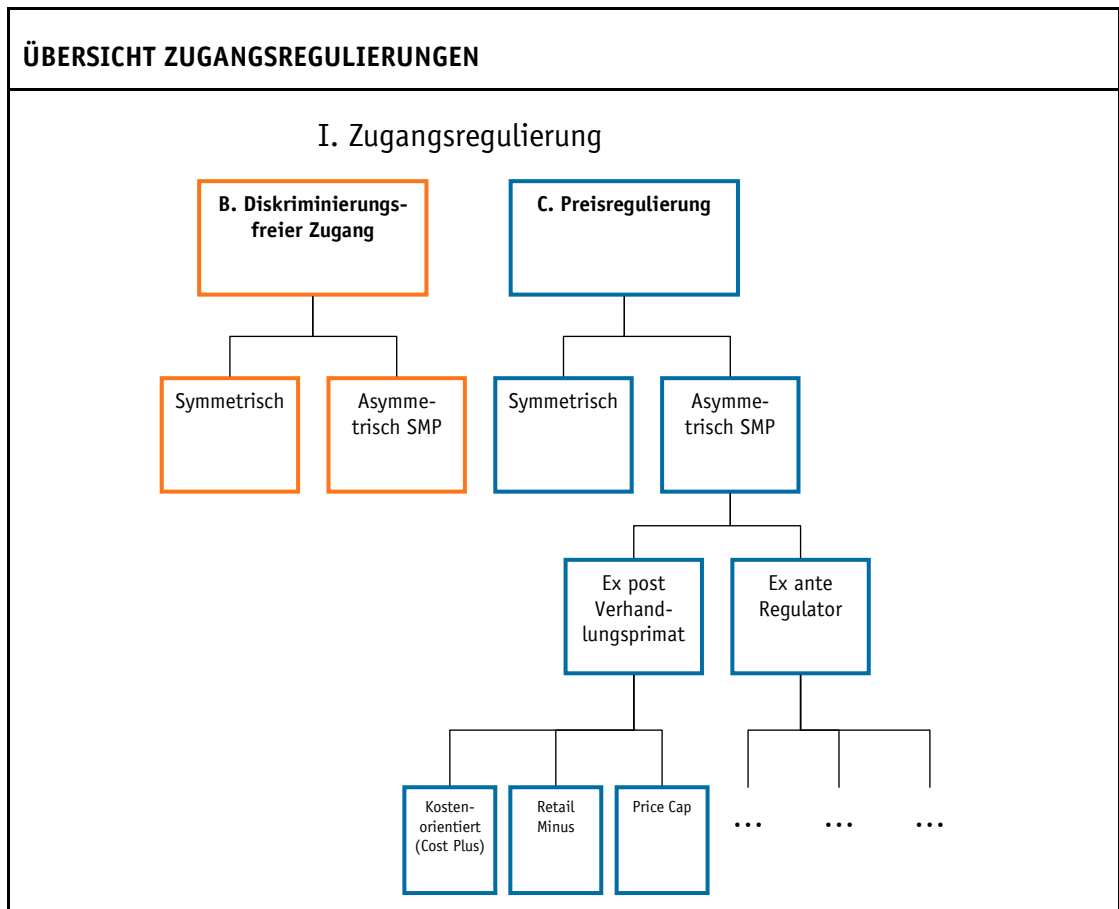 ÜBERSICHT ZUGANGSREGULIERUNGEN
I. Zugangsregulierung
B. Diskriminierungs-
freier Zugang
C. Preisregulierung
Symmetrisch
Asymme-
trisch SMP
Symmetrisch
Asymme-
trisch SMP
Ex post
Verhand-
lungsprimat
Ex ante
Regulator
Kosten-
orientiert
(Cost Plus)
Retail
Minus
Price Cap
...
...
...